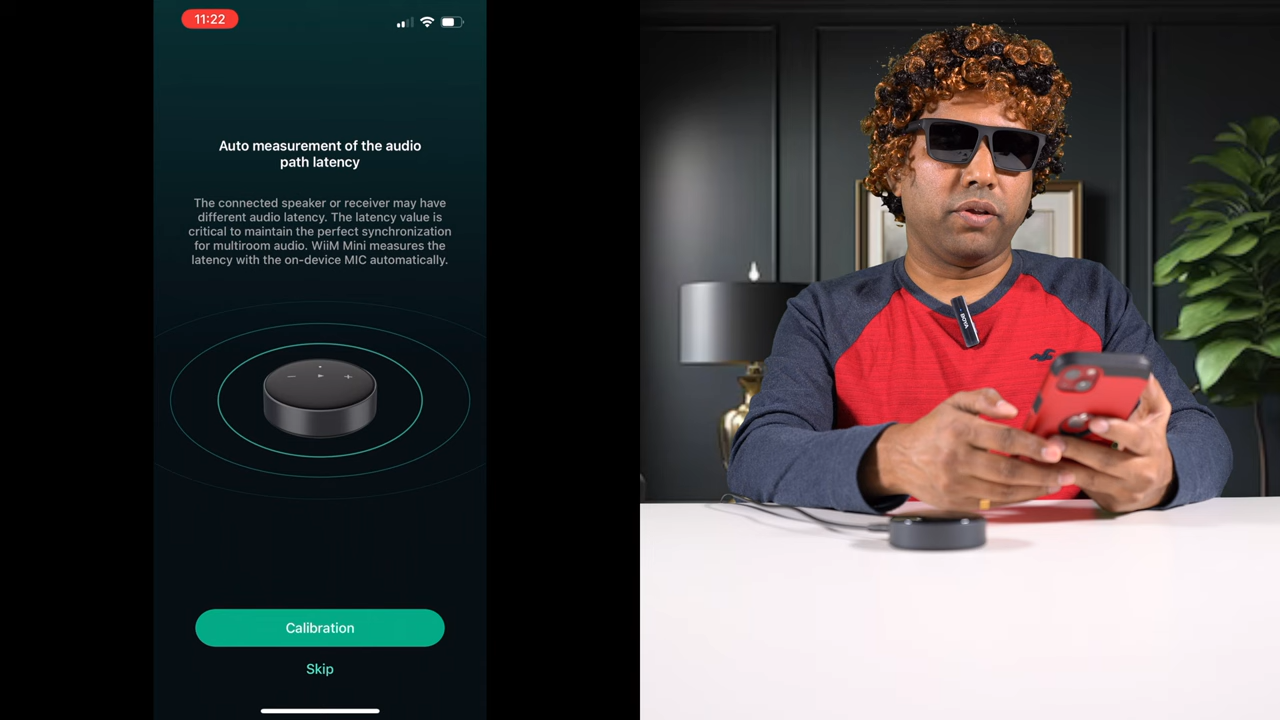 11:22
Auto measurement of the audio
path latency
The connected speaker or receiver may have
different audio latency. The latency value is
critical to maintain the perfect synchronization
for multiroom audio. WiiM Mini measures the
latency with the on-device MIC automatically.
Calibration
Skip